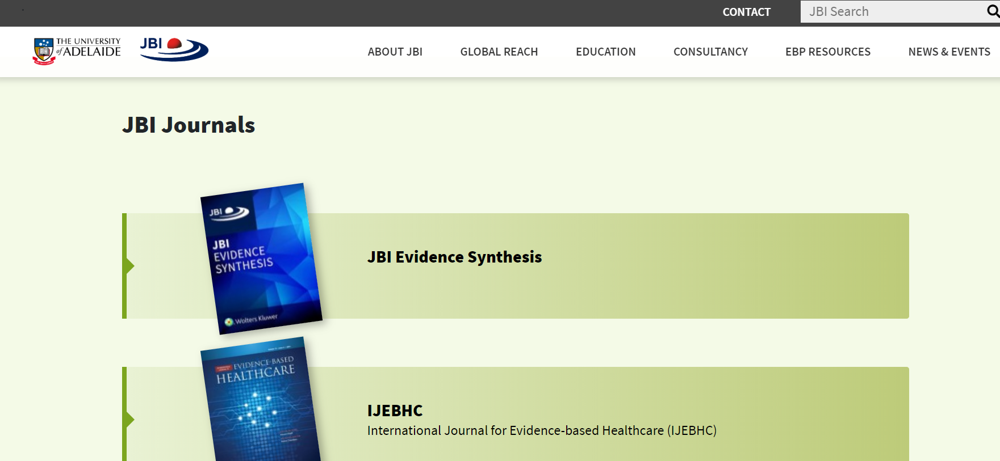 CONTACT
JBI Search
THE UNIVERSITY
of ADELAIDE
JBI
ABOUT JBI
GLOBAL REACH
EDUCATION
CONSULTANCY
EBP RESOURCES
NEWS & EVENTS
JBI Journals
JBI
JBI
EVIDENCE
SYNTHESIS
Wolters Kluwer
JBI Evidence Synthesis
EVIDENCE-BASED
HEALTHCARE
IJEBHC
International Journal for Evidence-based Healthcare (IJEBHC)